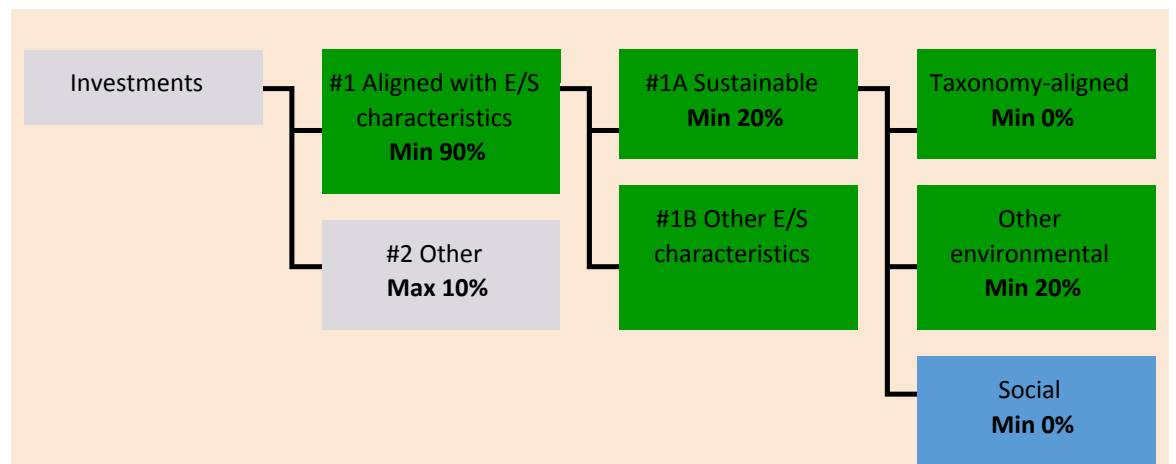 Investments
#1 Aligned with E/S
characteristics
Min 90%
#2 Other
Max 10%
#1A Sustainable
Min 20%
#1B Other E/S
characteristics
Taxonomy-aligned
Min 0%
Other
environmental
Min 20%
Social
Min 0%